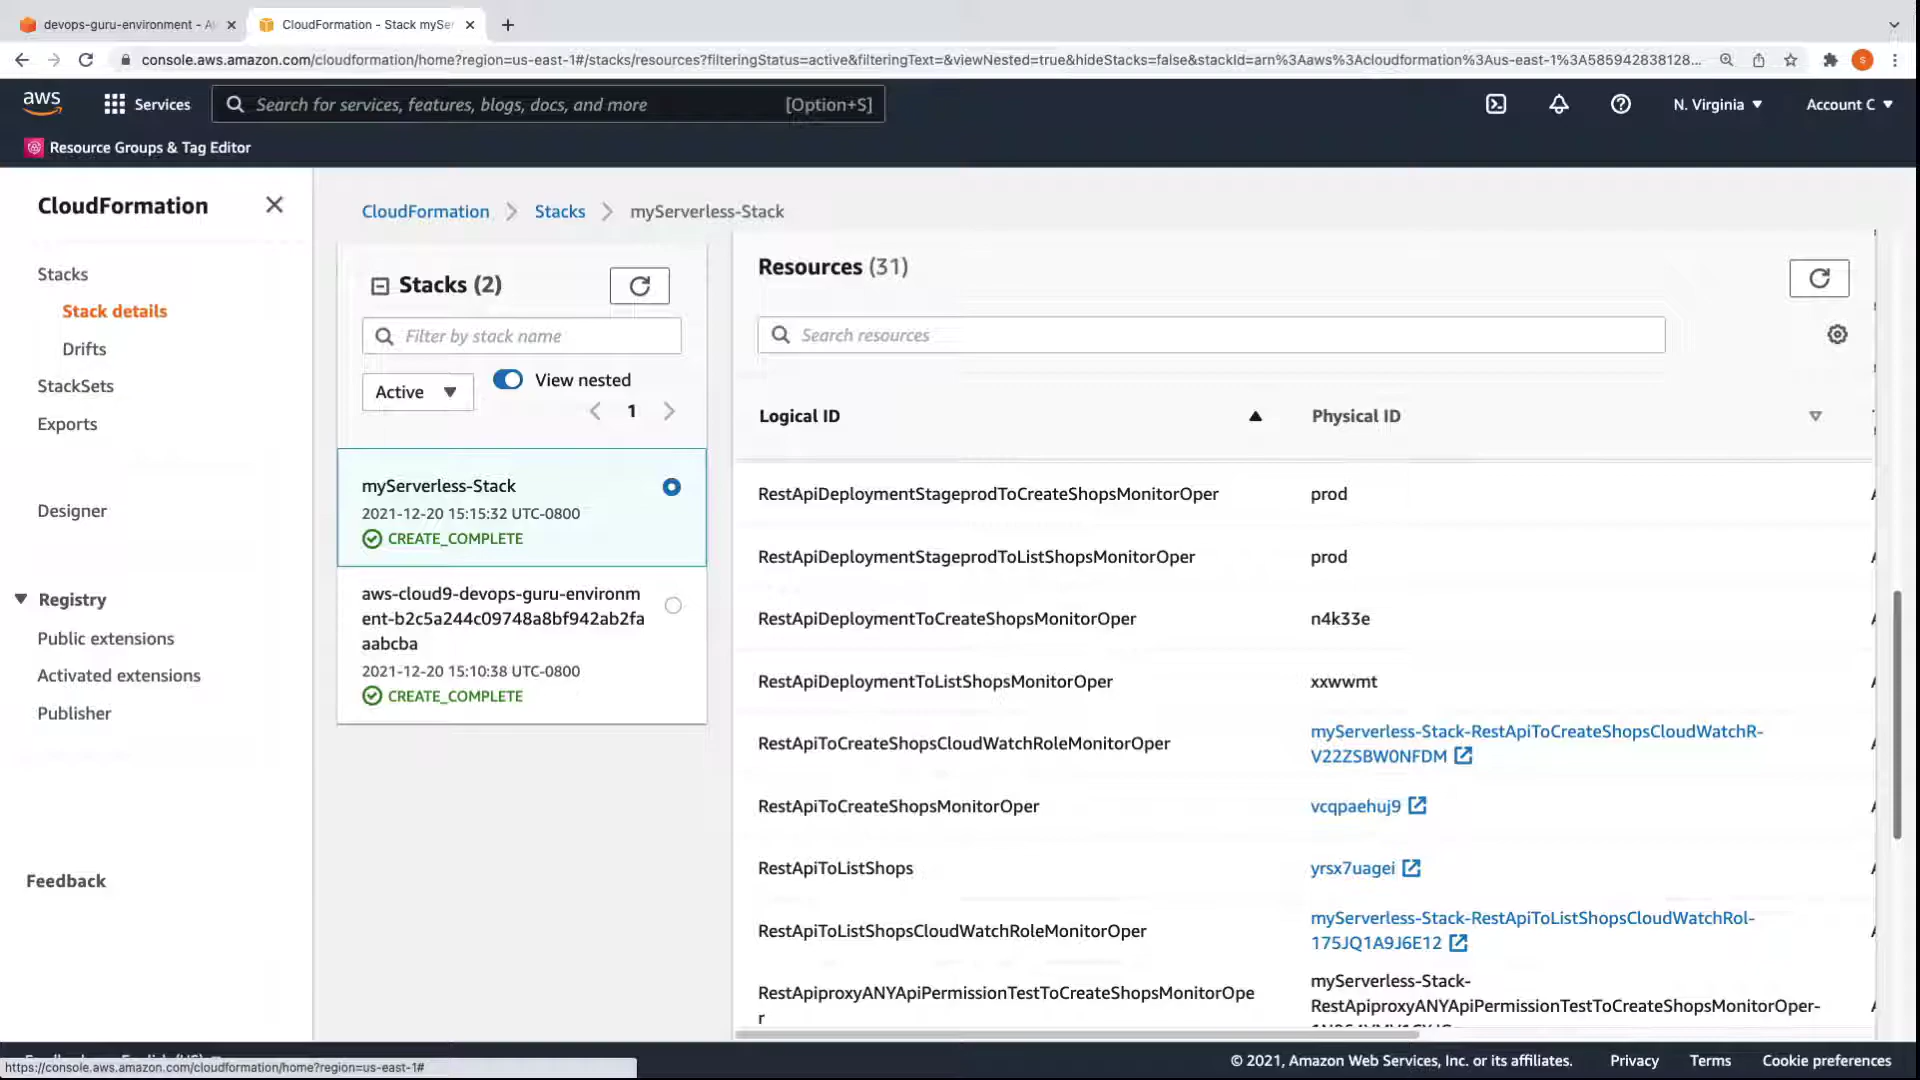 devops-guru-environment - A
CloudFormation - Stack mySer
console.aws.amazon.com/cloudformation/home?region=us-east-1#/stacks/resources?filteringStatus=active&filteringText=&viewNested=true&hideStacks=false&stackId=arn%3Aaws%3Acloudformation%3Aus-east-1%3A585942838128...
S
aws
Services
Search for services, features, blogs, docs, and more
[Option+S]
N. Virginia
Account C
Resource Groups & Tag Editor
CloudFormation
Stacks
Stack details
Drifts
StackSets
Exports
Designer
Registry
Public extensions
Activated extensions
Publisher
Feedback
CloudFormation
Stacks
myServerless-Stack
Stacks (2)
Filter by stack name
Active
View nested
1
myServerless-Stack
2021-12-20 15:15:32 UTC-0800
CREATE_COMPLETE
aws-cloud9-devops-guru-environm
ent-b2c5a244c09748a8bf942ab2fa
aabcba
2021-12-20 15:10:38 UTC-0800
CREATE_COMPLETE
Resources (31)
Search resources
Logical ID
Physical ID
RestApiDeploymentStageprodToCreateShopsMonitorOper
prod
RestApiDeploymentStageprodToListShopsMonitorOper
prod
RestApiDeploymentToCreateShopsMonitorOper
n4k33e
RestApiDeploymentToListShopsMonitorOper
xxwwmt
RestApiToCreateShopsCloudWatchRoleMonitorOper
myServerless-Stack-RestApiToCreateShopsCloudWatchR-
V22ZSBW0NFDM
RestApiToCreateShopsMonitorOper
vcqpaehuj9
RestApiToListShops
yrsx7uagei
RestApiToListShopsCloudWatchRoleMonitorOper
myServerless-Stack-RestApiToListShopsCloudWatchRol-
175JQ1A9J6E12
RestApiproxyANYApiPermissionTestToCreateShopsMonitorOpe
r
myServerless-Stack-
RestApiproxyANYApiPermissionTestToCreateShopsMonitorOper-
https://console.aws.amazon.com/cloudformation/home?region=us-east-1#
© 2021, Amazon Web Services, Inc. or its affiliates.
Privacy
Terms
Cookie preferences